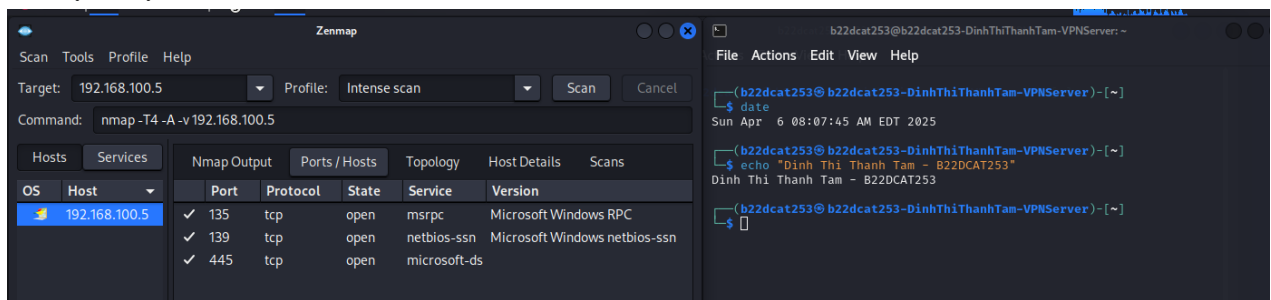 Zenmap
Scan Tools Profile Help
Target: 192.168.100.5 Profile: Intense scan Scan Cancel
Command: nmap -T4 -A -v 192.168.100.5
Hosts Services
Nmap Output Ports / Hosts Topology Host Details Scans
OS Host
192.168.100.5
Port Protocol State Service Version
135 tcp open msrpc Microsoft Windows RPC
139 tcp open netbios-ssn Microsoft Windows netbios-ssn
445 tcp open microsoft-ds
b22dcat253@b22dcat253-DinhThiThanhTam-VPNServer: ~
File Actions Edit View Help
(b22dcat253㉿b22dcat253-DinhThiThanhTam-VPNServer)-[~]
$ date
Sun Apr 6 08:07:45 AM EDT 2025
(b22dcat253㉿b22dcat253-DinhThiThanhTam-VPNServer)-[~]
$ echo "Dinh Thi Thanh Tam - B22DCAT253"
Dinh Thi Thanh Tam - B22DCAT253
(b22dcat253㉿b22dcat253-DinhThiThanhTam-VPNServer)-[~]
$